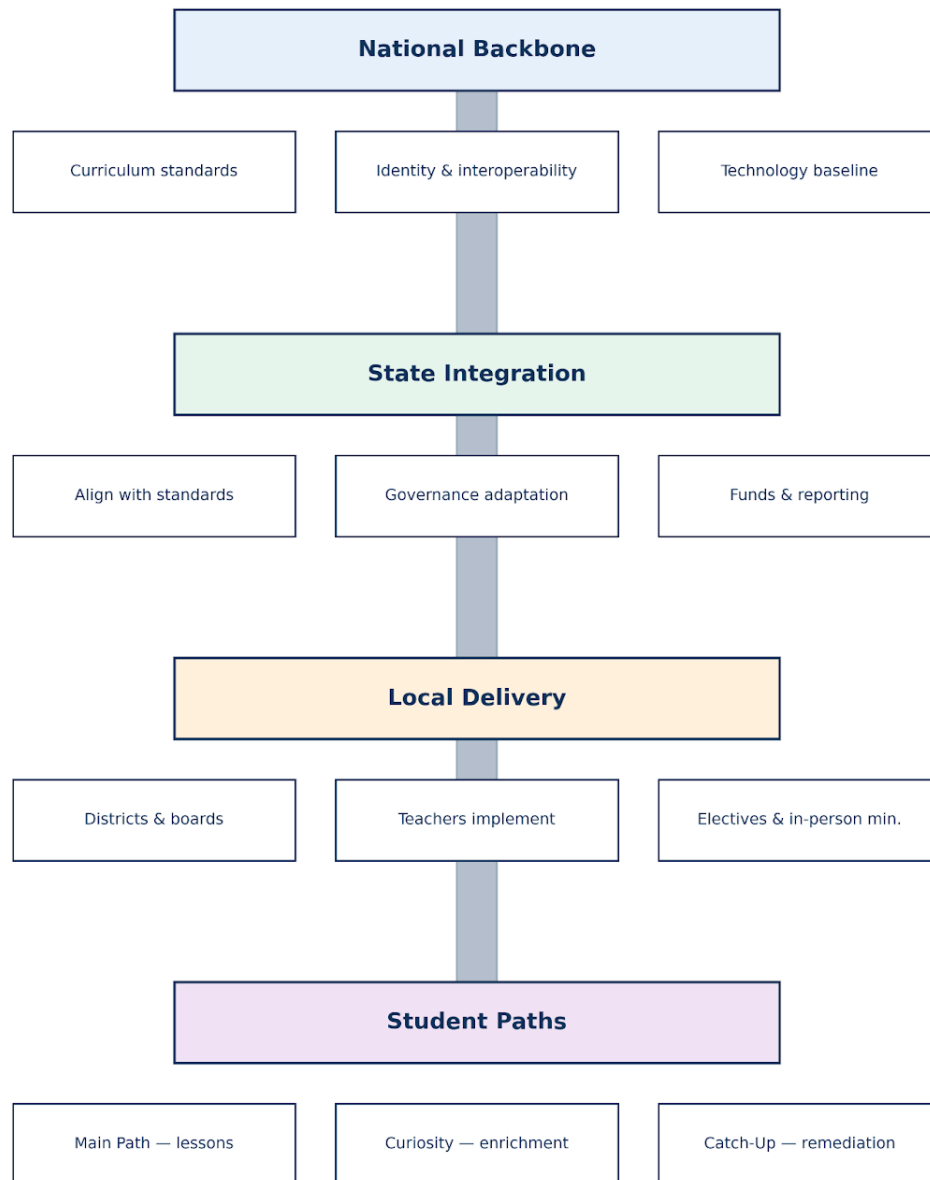 National Backbone
Curriculum standards
Identity & interoperability
Technology baseline
State Integration
Align with standards
Governance adaptation
Funds & reporting
Local Delivery
Districts & boards
Teachers implement
Electives & in-person min.
Student Paths
Main Path — lessons
Curiosity — enrichment
Catch-Up — remediation